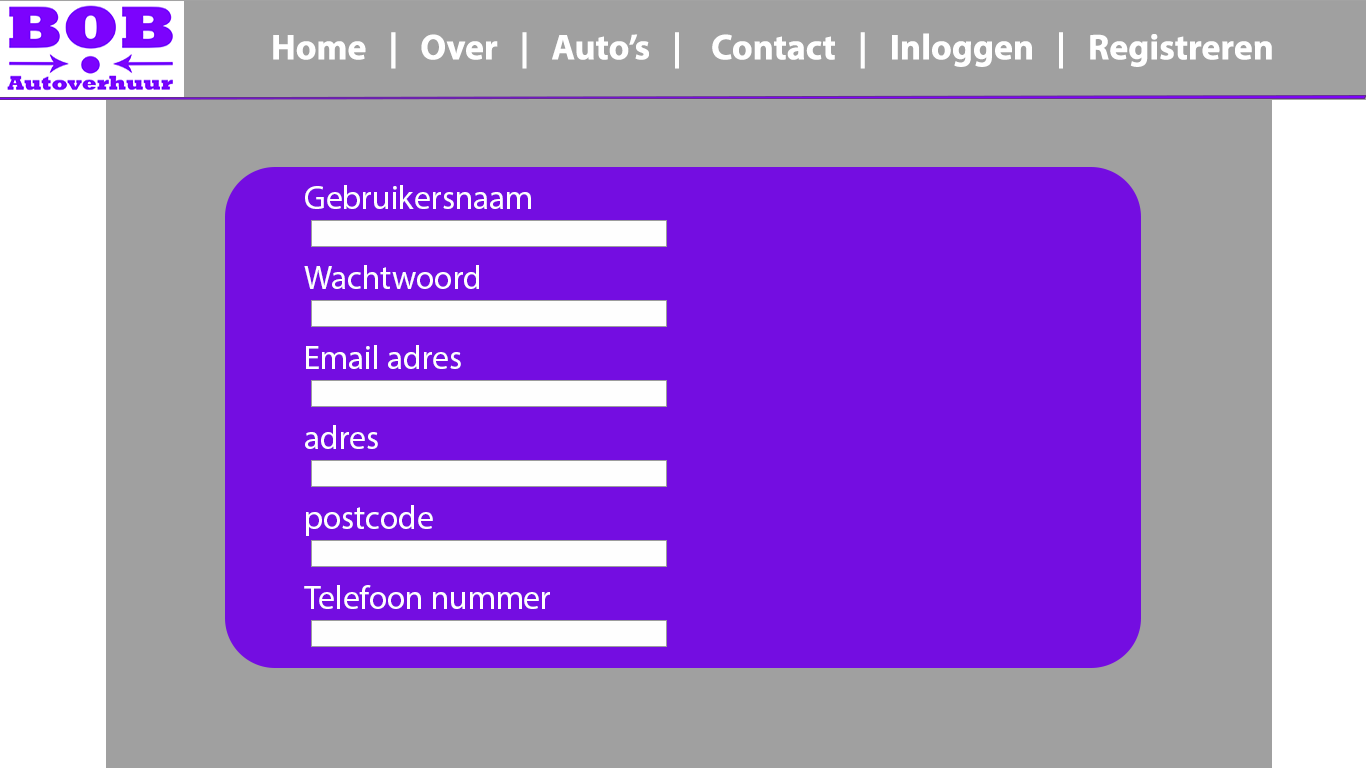 BOB
Autoverhuur
Home | Over | Auto’s | Contact | Inloggen | Registreren
Gebruikersnaam
Wachtwoord
Email adres
adres
postcode
Telefoon nummer